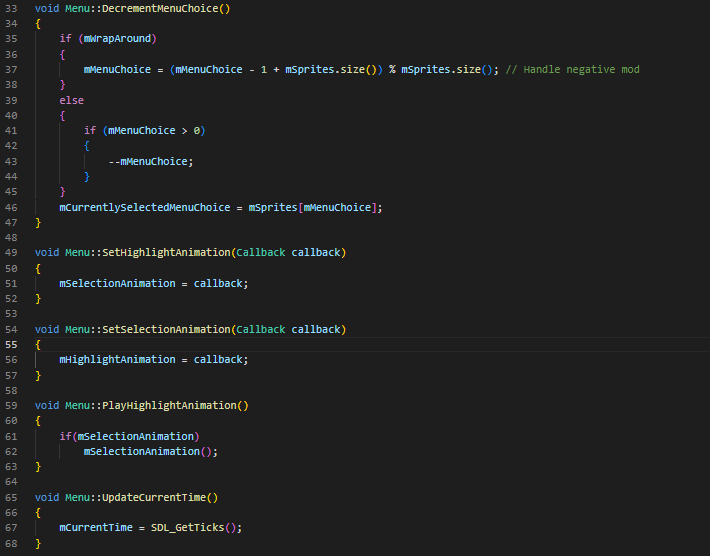 33 void Menu::DecrementMenuChoice()
34 {
35     if (mWrapAround)
36     {
37         mMenuChoice = (mMenuChoice - 1 + mSprites.size()) % mSprites.size(); // Handle negative mod
38     }
39     else
40     {
41         if (mMenuChoice > 0)
42         {
43             --mMenuChoice;
44         }
45     }
46     mCurrentlySelectedMenuChoice = mSprites[mMenuChoice];
47 }
48
49 void Menu::SetHighlightAnimation(Callback callback)
50 {
51     mSelectionAnimation = callback;
52 }
53
54 void Menu::SetSelectionAnimation(Callback callback)
55 {
56     mHighlightAnimation = callback;
57 }
58
59 void Menu::PlayHighlightAnimation()
60 {
61     if(mSelectionAnimation)
62         mSelectionAnimation();
63 }
64
65 void Menu::UpdateCurrentTime()
66 {
67     mCurrentTime = SDL_GetTicks();
68 }